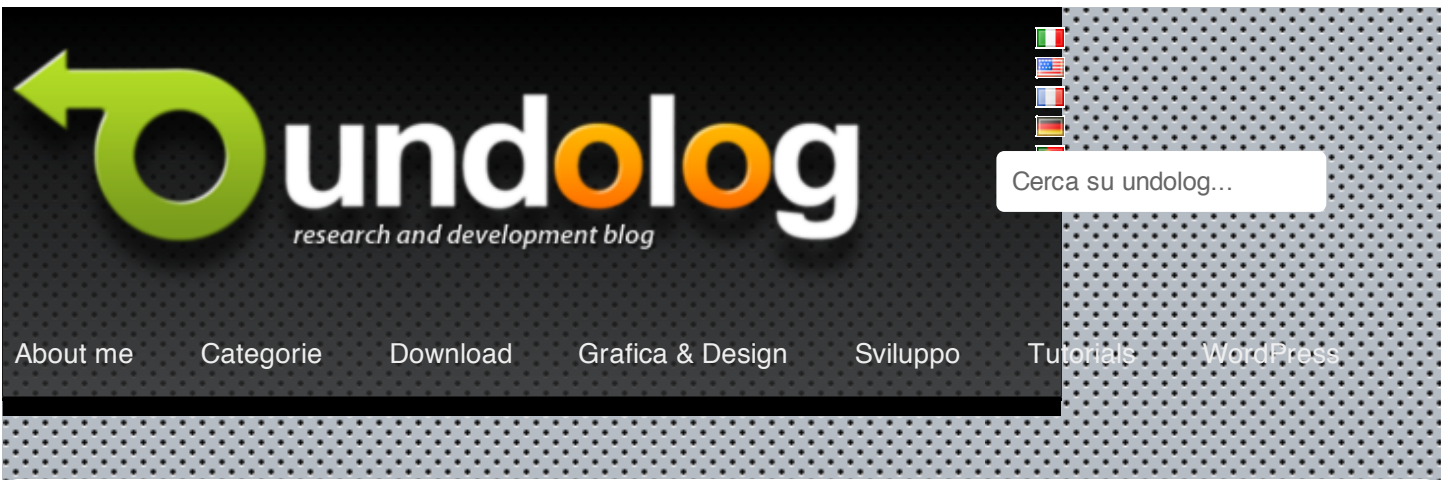 undolog
research and development blog
Cerca su undolog...
About me Categorie Download Grafica & Design Sviluppo Tutorials WordPress